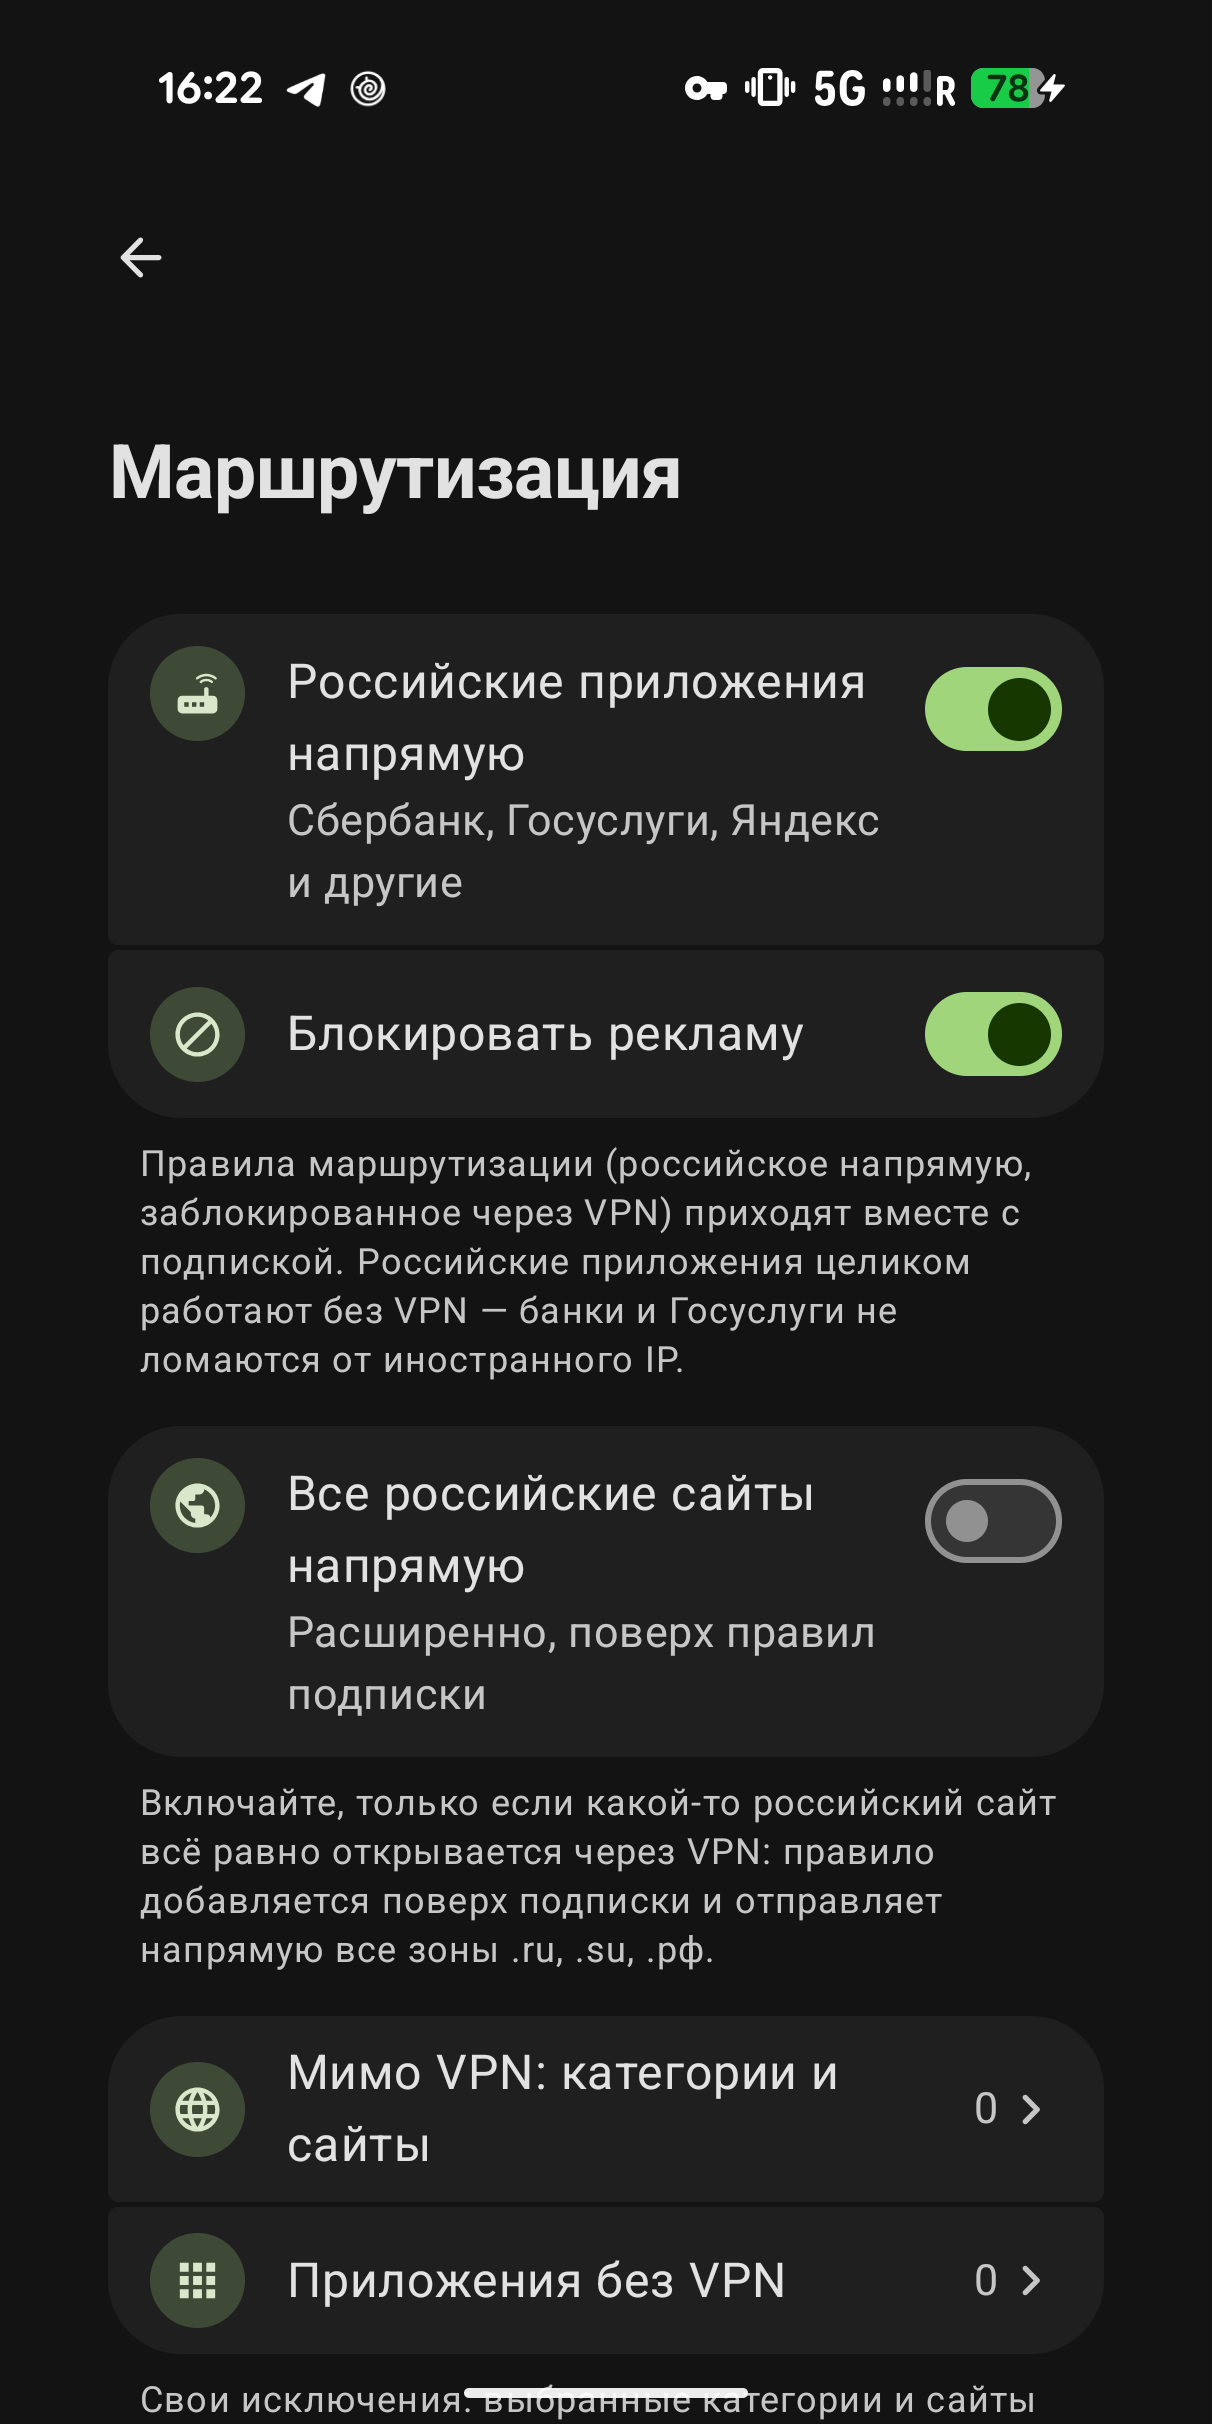 16:22
5G
R
78
Маршрутизация
Российские приложения
напрямую
Сбербанк, Госуслуги, Яндекс
и другие
Блокировать рекламу
Правила маршрутизации (российское напрямую,
заблокированное через VPN) приходят вместе с
подпиской. Российские приложения целиком
работают без VPN — банки и Госуслуги не
ломаются от иностранного IP.
Все российские сайты
напрямую
Расширенно, поверх правил
подписки
Включайте, только если какой-то российский сайт
всё равно открывается через VPN: правило
добавляется поверх подписки и отправляет
напрямую все зоны .ru, .su, .рф.
Мимо VPN: категории и
сайты
0
Приложения без VPN
0
Свои исключения: выбранные категории и сайты